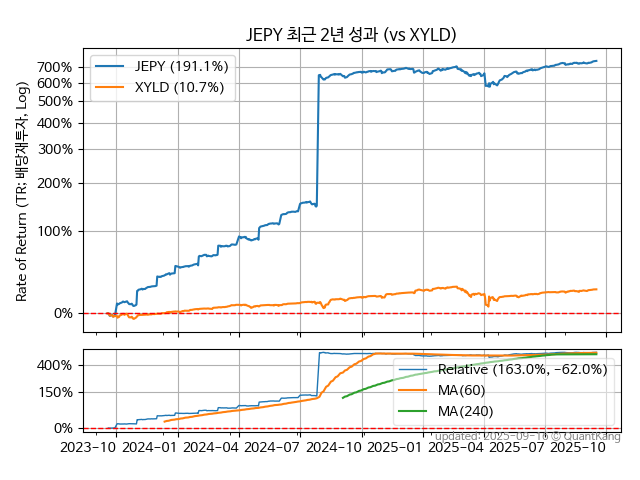 JEPY 최근 2년 성과 (vs XYLD)
Rate of Return (TR; 배당재투자, Log)
700%
600%
500%
400%
300%
200%
100%
0%
JEPY (191.1%)
XYLD (10.7%)
400%
150%
0%
Relative (163.0%, −62.0%)
MA(60)
MA(240)
2023-10 2024-01 2024-04 2024-07 2024-10 2025-01 2025-04 2025-07 2025-10
updated: 2025-09-16 © QuantKang